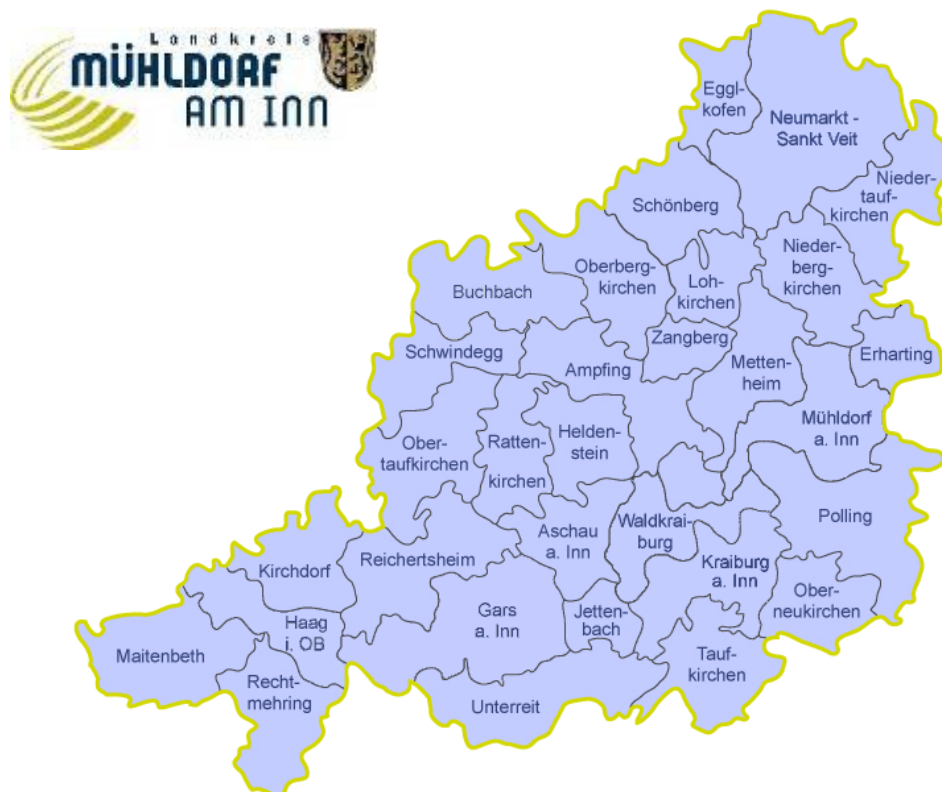 Landkreis
MÜHLDORF
AM INN
Eggl-
kofen
Neumarkt -
Sankt Veit
Nieder-
tauf-
kirchen
Schönberg
Nieder-
berg-
kirchen
Oberberg-
kirchen
Loh-
kirchen
Buchbach
Zangberg
Schwindegg
Ampfing
Metten-
heim
Erharting
Mühldorf
a. Inn
Ober-
taufkirchen
Ratten-
kirchen
Helden-
stein
Polling
Aschau
a. Inn
Waldkrai-
burg
Kraiburg
a. Inn
Ober-
neukirchen
Reichertsheim
Kirchdorf
Gars
a. Inn
Jetten-
bach
Haag
i. OB
Maitenbeth
Recht-
mehring
Unterreit
Tauf-
kirchen